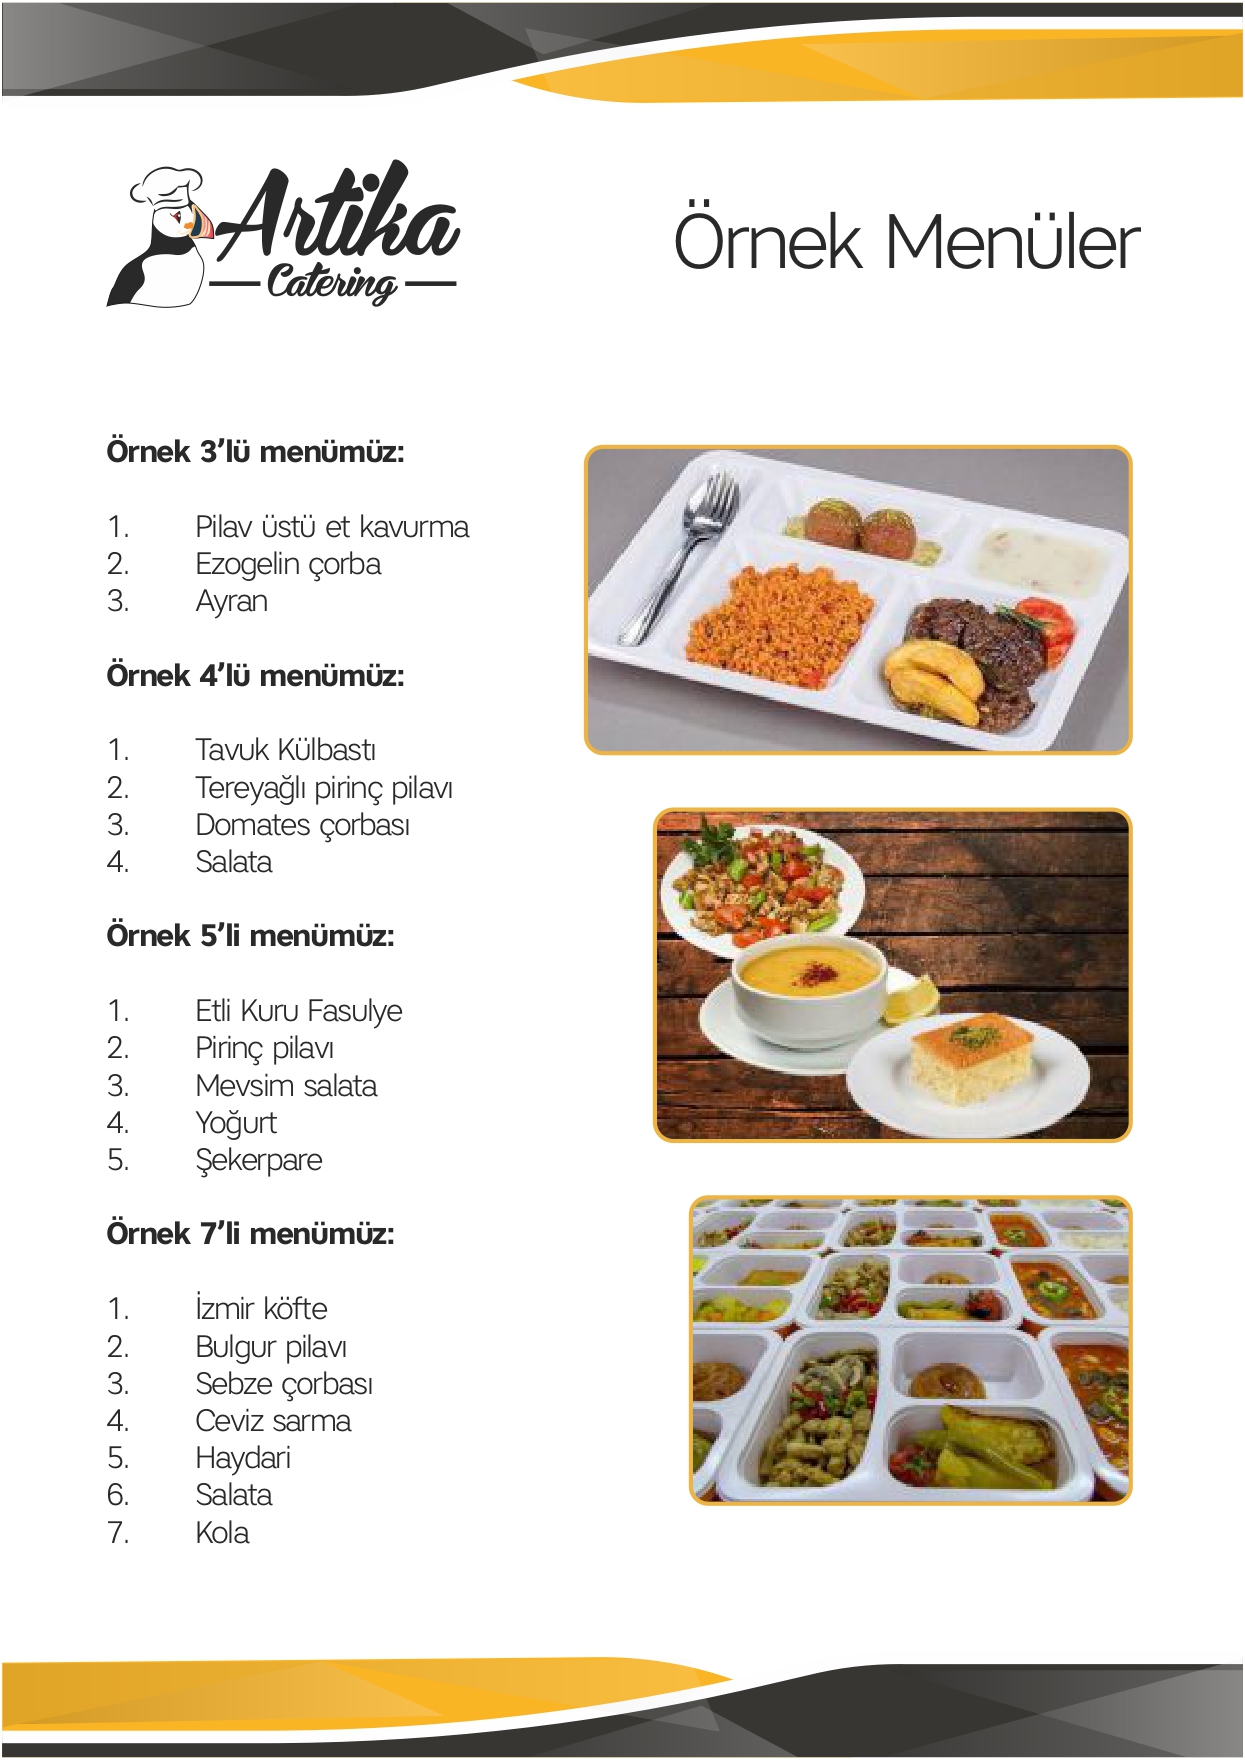 Artika
Catering
Örnek Menüler
Örnek 3’lü menümüz:
1. Pilav üstü et kavurma
2. Ezogelin çorba
3. Ayran
Örnek 4’lü menümüz:
1. Tavuk Külbastı
2. Tereyağlı pirinç pilavı
3. Domates çorbası
4. Salata
Örnek 5’li menümüz:
1. Etli Kuru Fasulye
2. Pirinç pilavı
3. Mevsim salata
4. Yoğurt
5. Şekerpare
Örnek 7’li menümüz:
1. İzmir köfte
2. Bulgur pilavı
3. Sebze çorbası
4. Ceviz sarma
5. Haydari
6. Salata
7. Kola